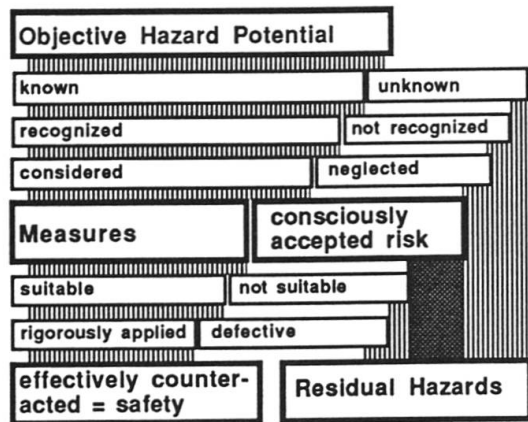 Objective Hazard Potential
known
unknown
recognized
not recognized
considered
neglected
Measures
consciously
accepted risk
suitable
not suitable
rigorously applied
defective
effectively counter-
acted = safety
Residual Hazards